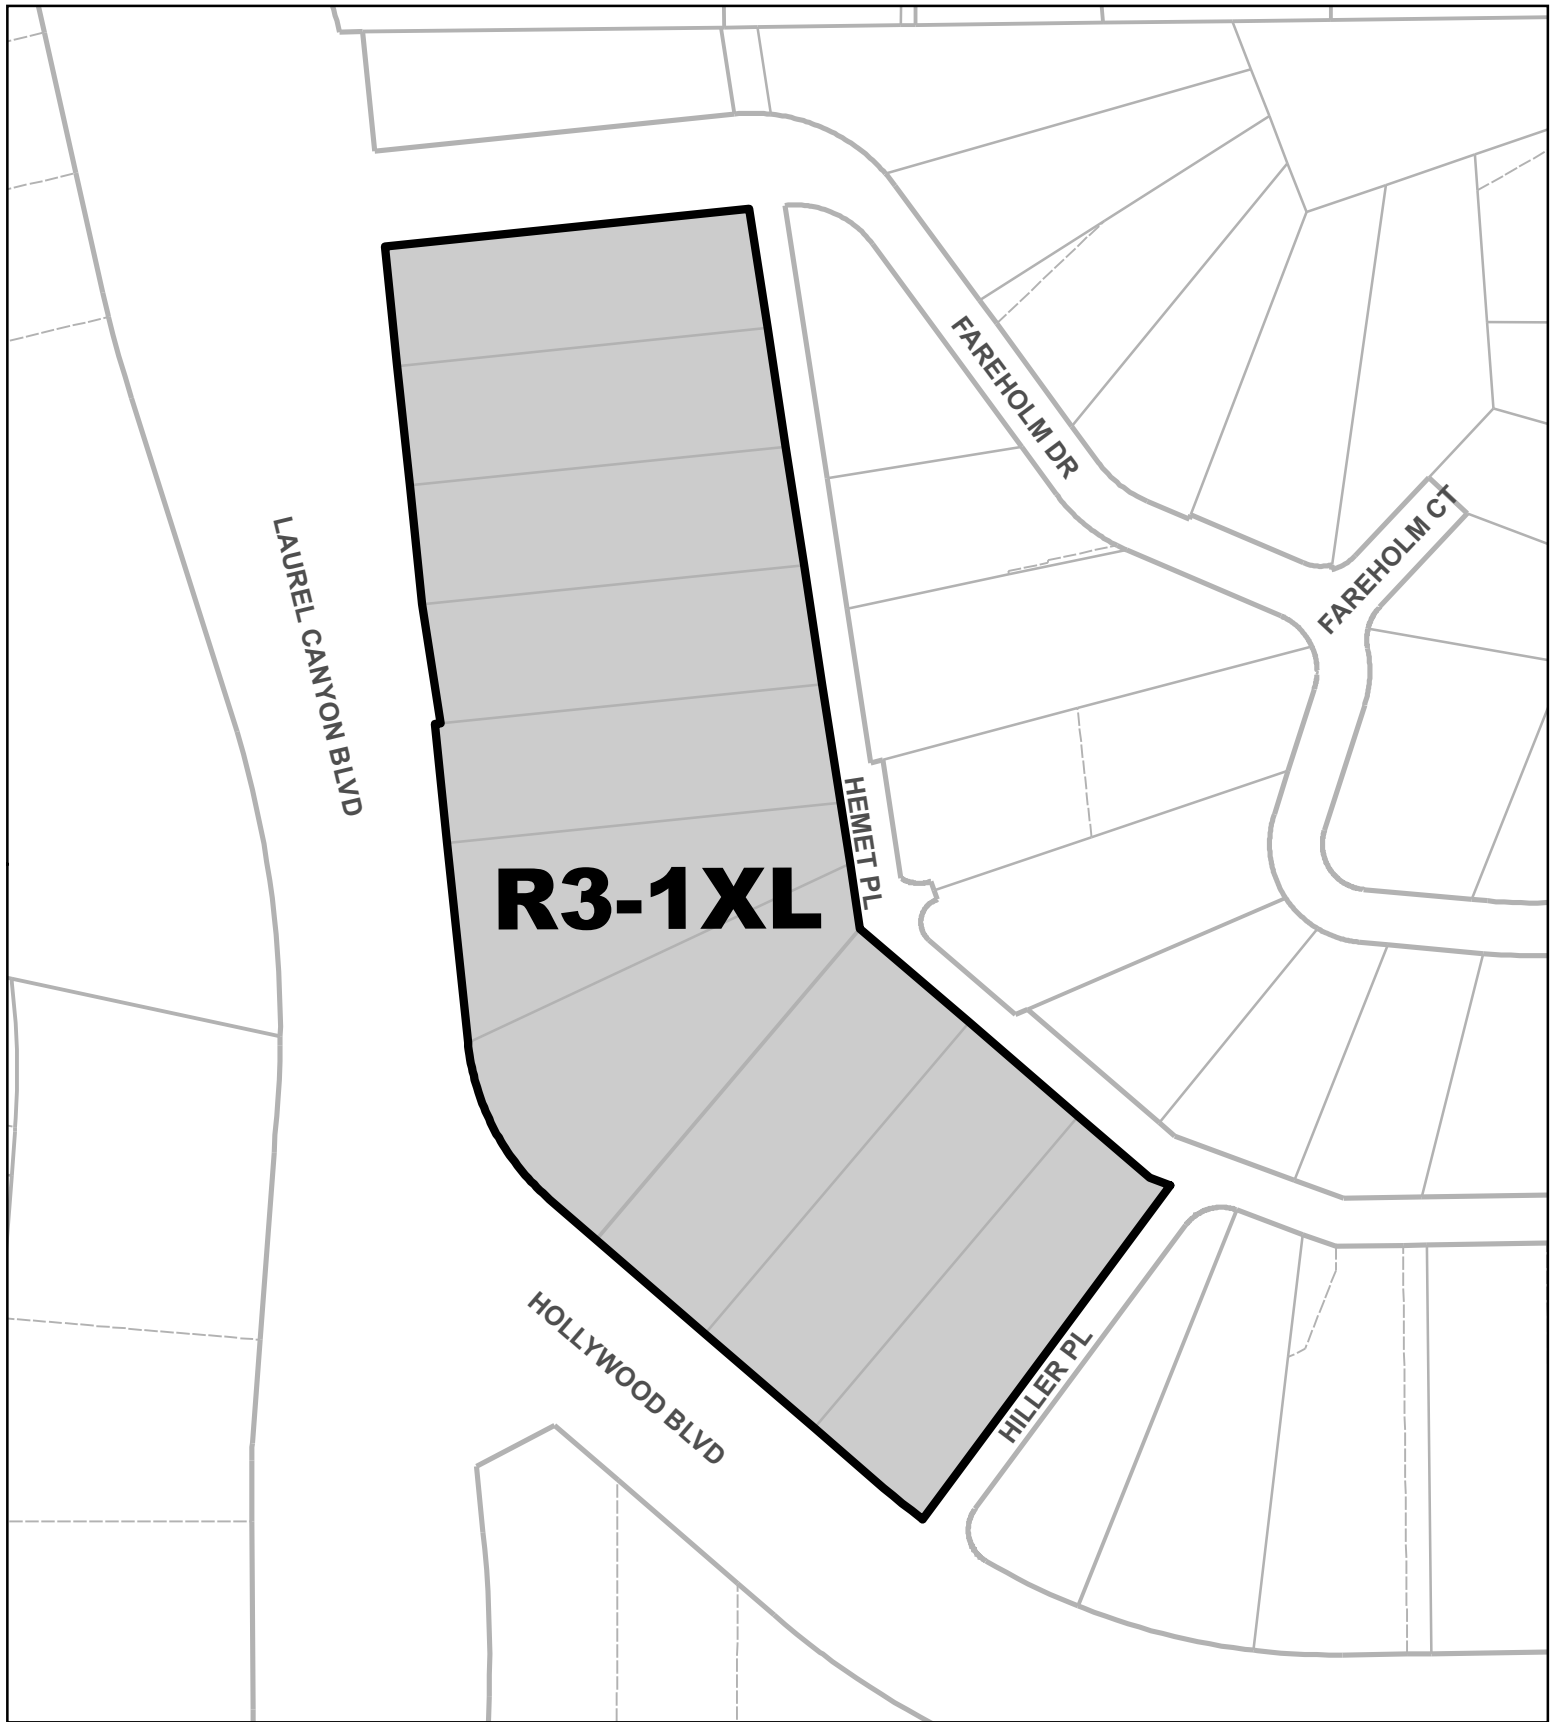 FAREHOLM DR
FAREHOLM CT
LAUREL CANYON BLVD
HEMET PL
R3-1XL
HOLLYWOOD BLVD
HILLER PL